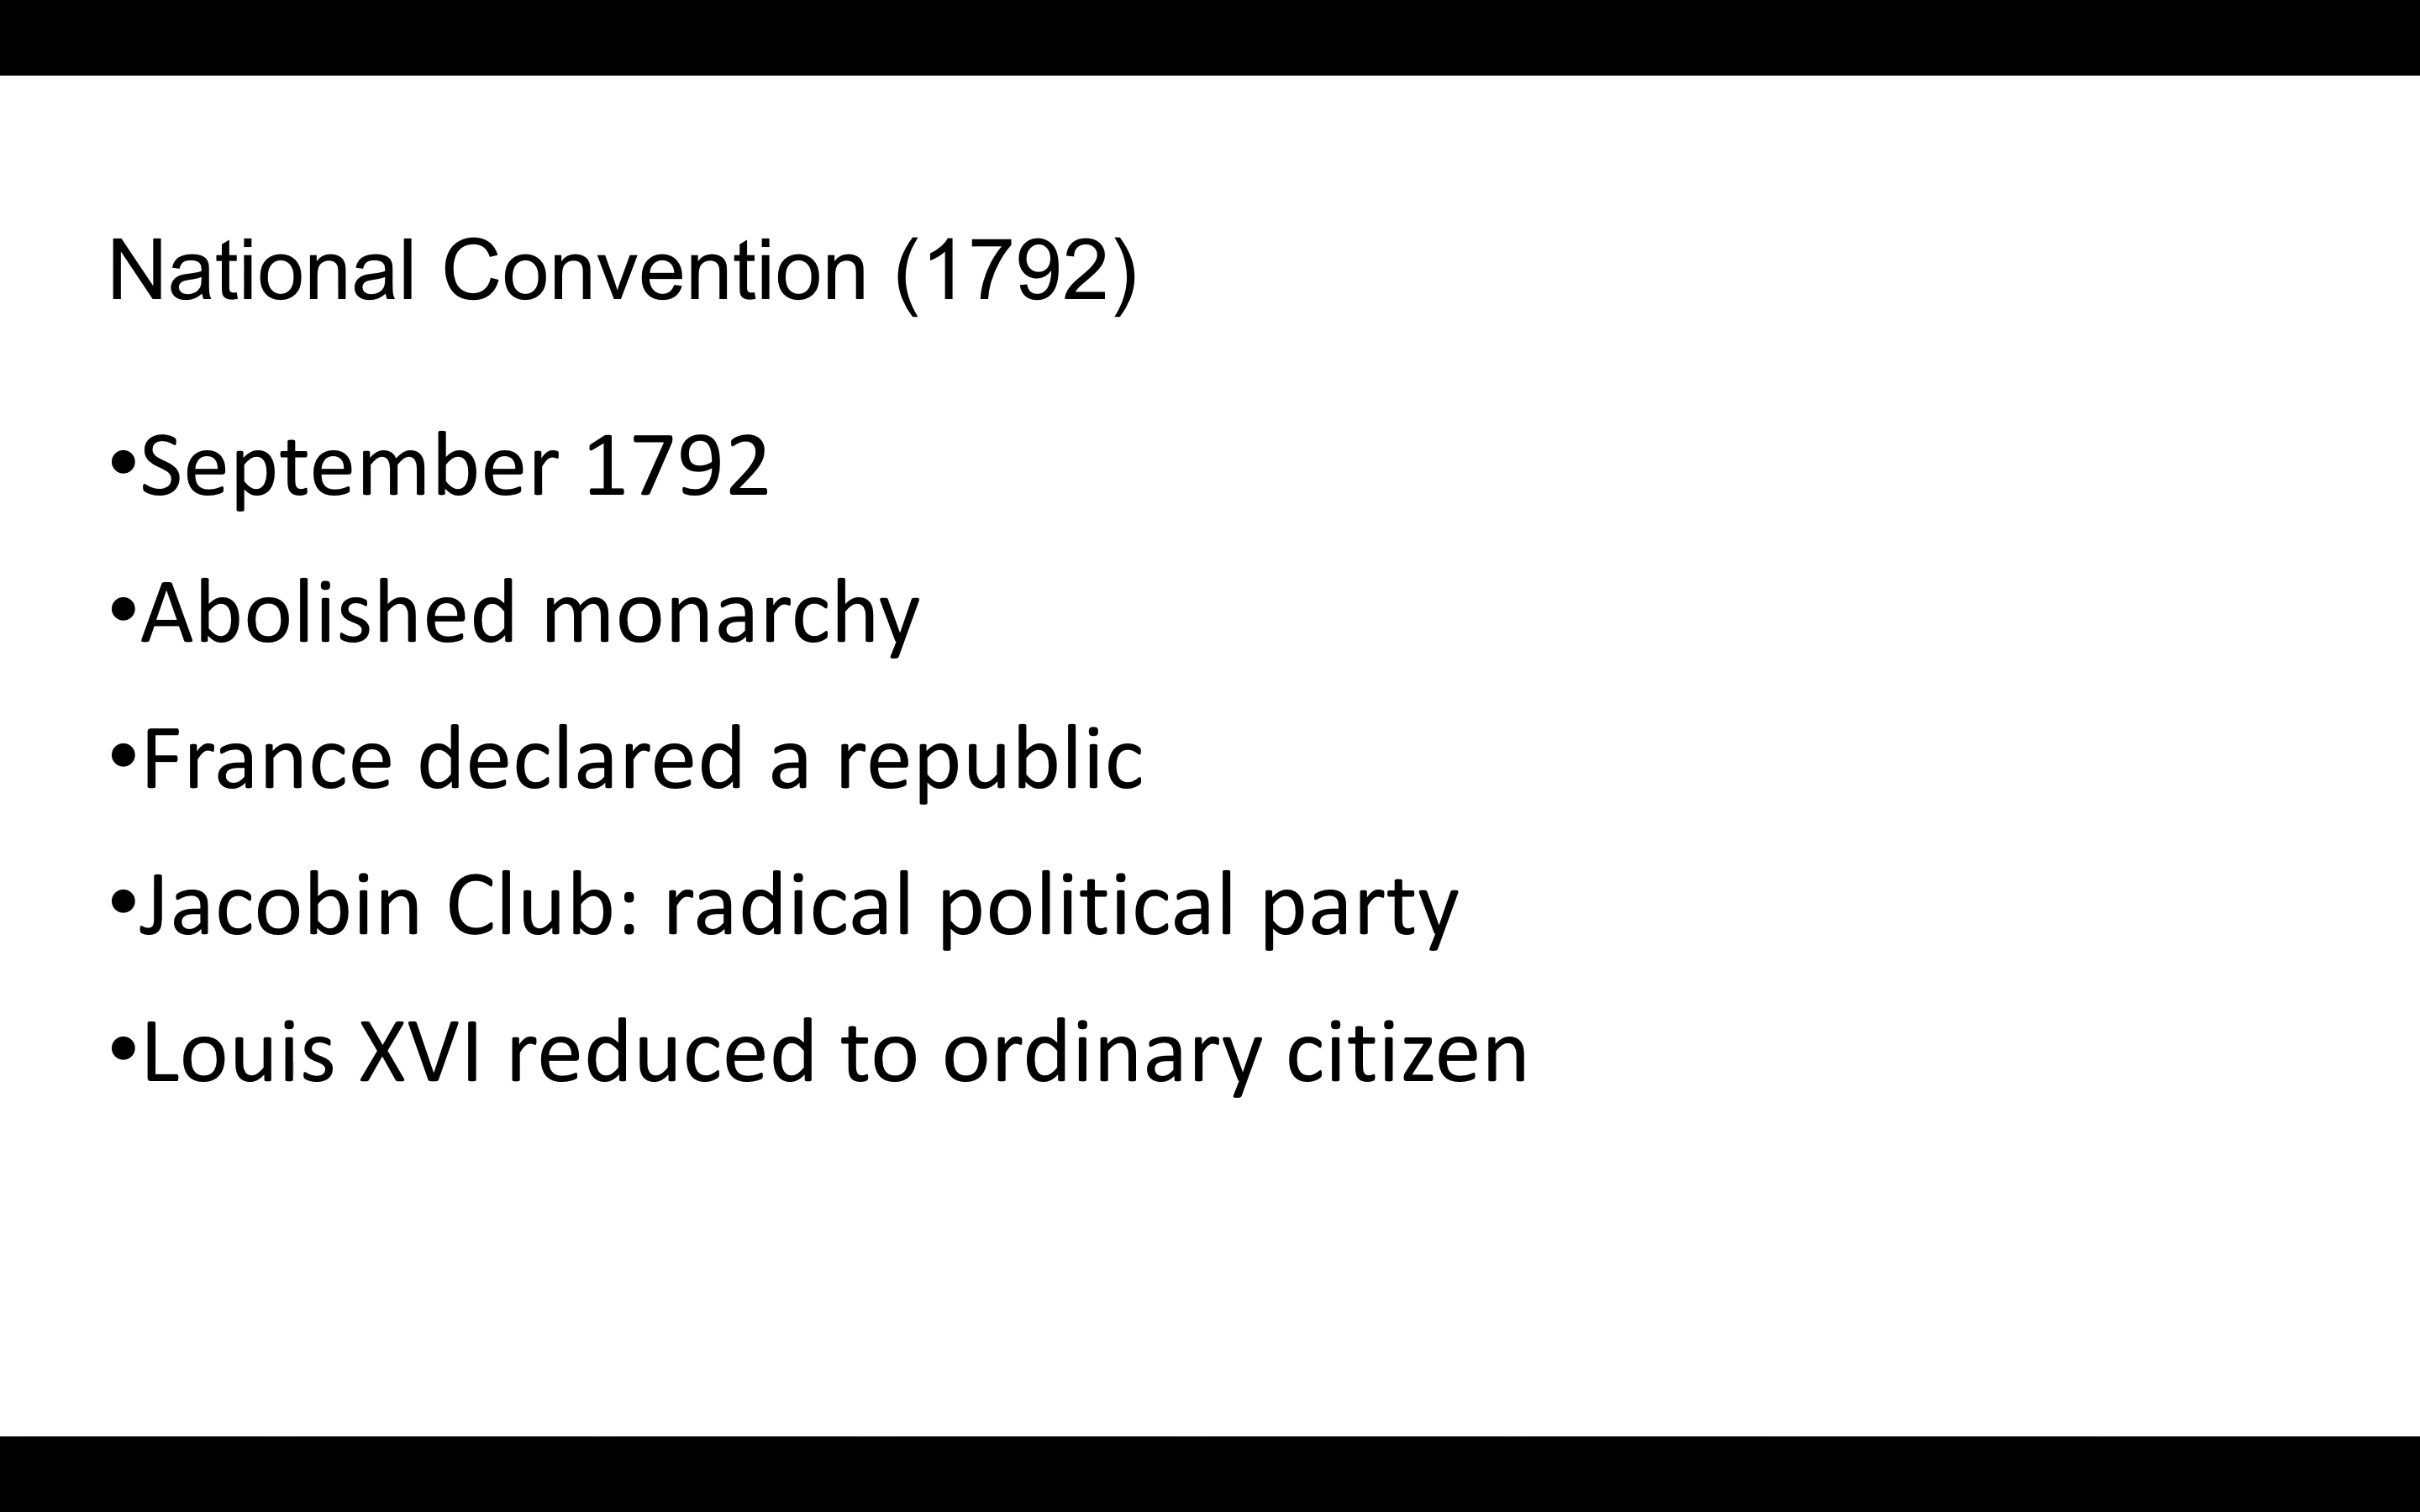 National Convention (1792)
•September 1792
•Abolished monarchy
•France declared a republic
•Jacobin Club: radical political party
•Louis XVI reduced to ordinary citizen